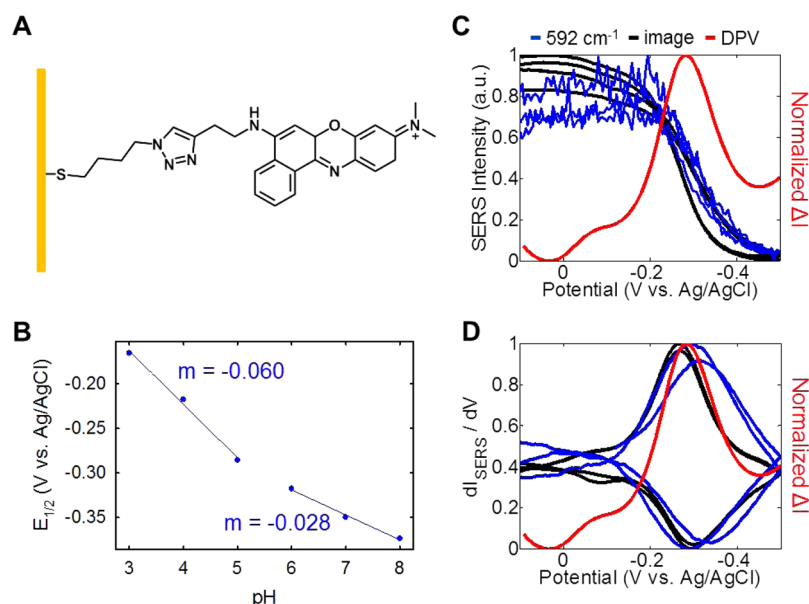 A
S
N
N
N
H
N
O
N
N
+
B
E1/2 (V vs. Ag/AgCl)
-0.20
-0.25
-0.30
-0.35
m = -0.060
m = -0.028
3 4 5 6 7 8
pH
C
592 cm-1 image DPV
SERS Intensity (a.u.)
1
0.8
0.6
0.4
0.2
0
0 -0.2 -0.4
Potential (V vs. Ag/AgCl)
Normalized ΔI
D
dISERS / dV
1
0.8
0.6
0.4
0.2
0
0 -0.2 -0.4
Potential (V vs. Ag/AgCl)
Normalized ΔI